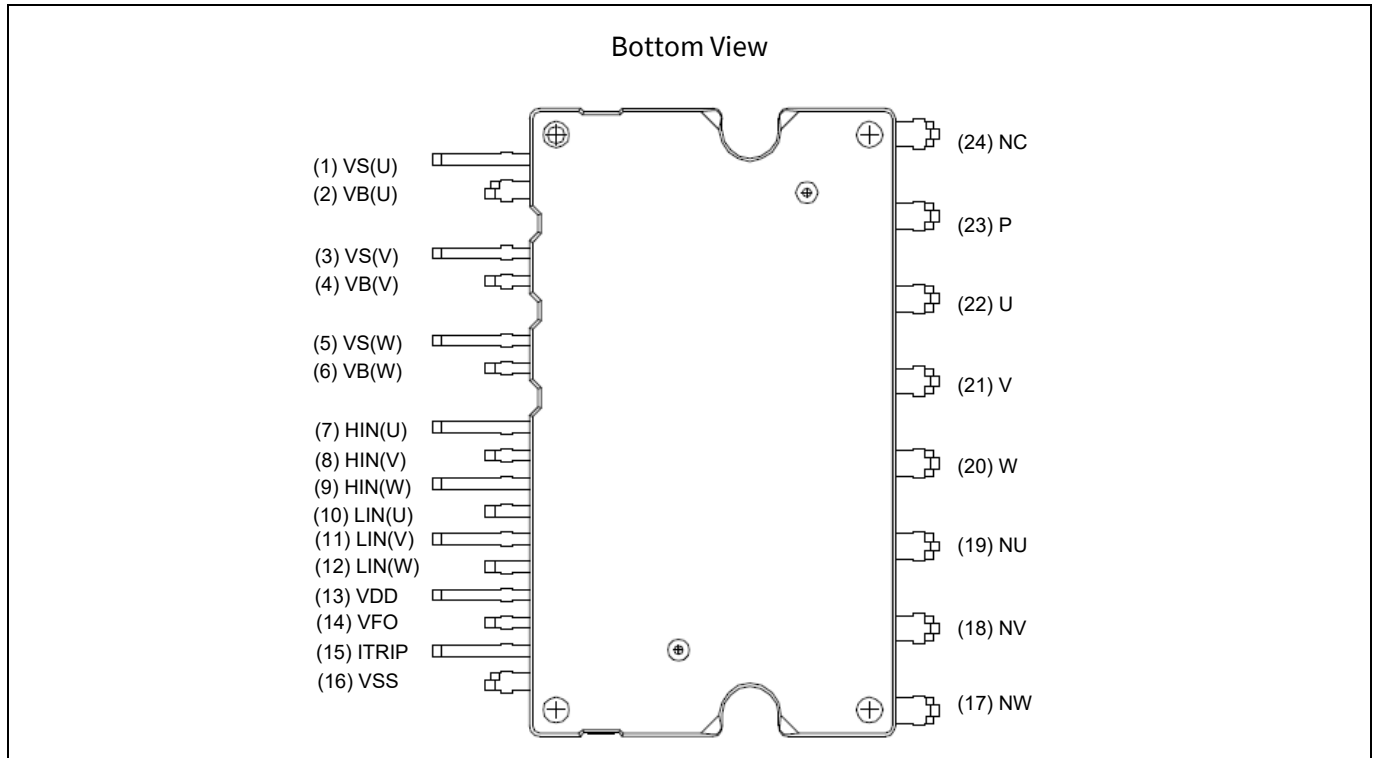 Bottom View
(1) VS(U)
(2) VB(U)
(3) VS(V)
(4) VB(V)
(5) VS(W)
(6) VB(W)
(7) HIN(U)
(8) HIN(V)
(9) HIN(W)
(10) LIN(U)
(11) LIN(V)
(12) LIN(W)
(13) VDD
(14) VFO
(15) ITRIP
(16) VSS
(24) NC
(23) P
(22) U
(21) V
(20) W
(19) NU
(18) NV
(17) NW